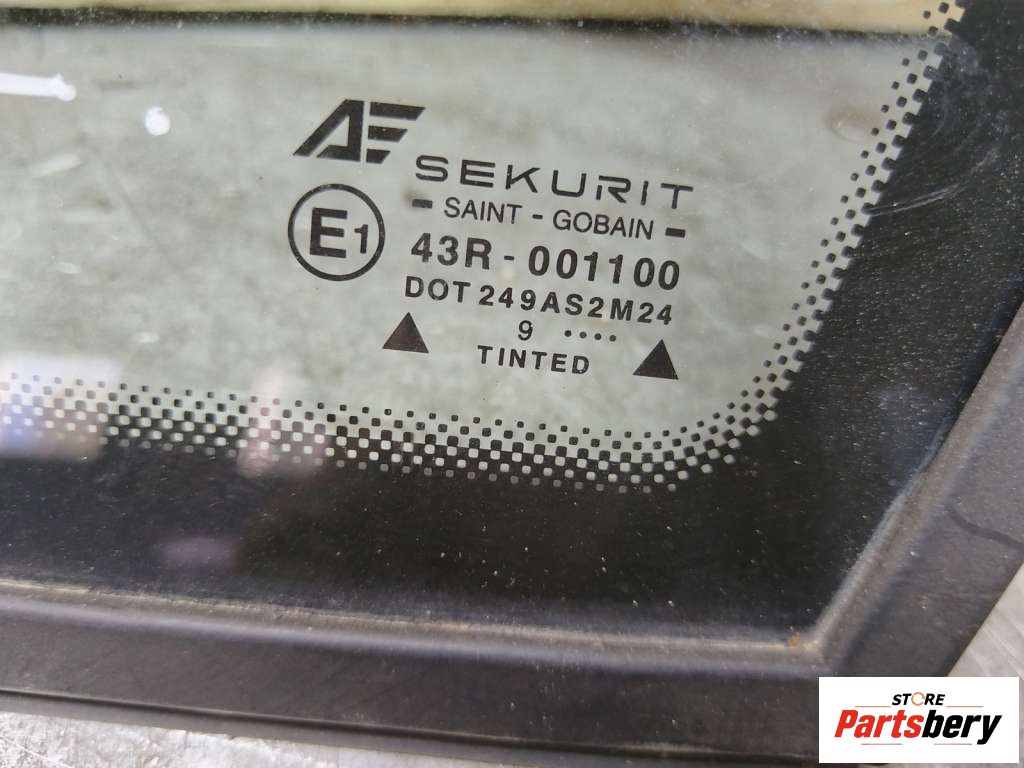 AE
SEKURIT
- SAINT - GOBAIN -
E1
43R - 001100
DOT 249AS2M24
9 ....
TINTED
STORE
Partsbery